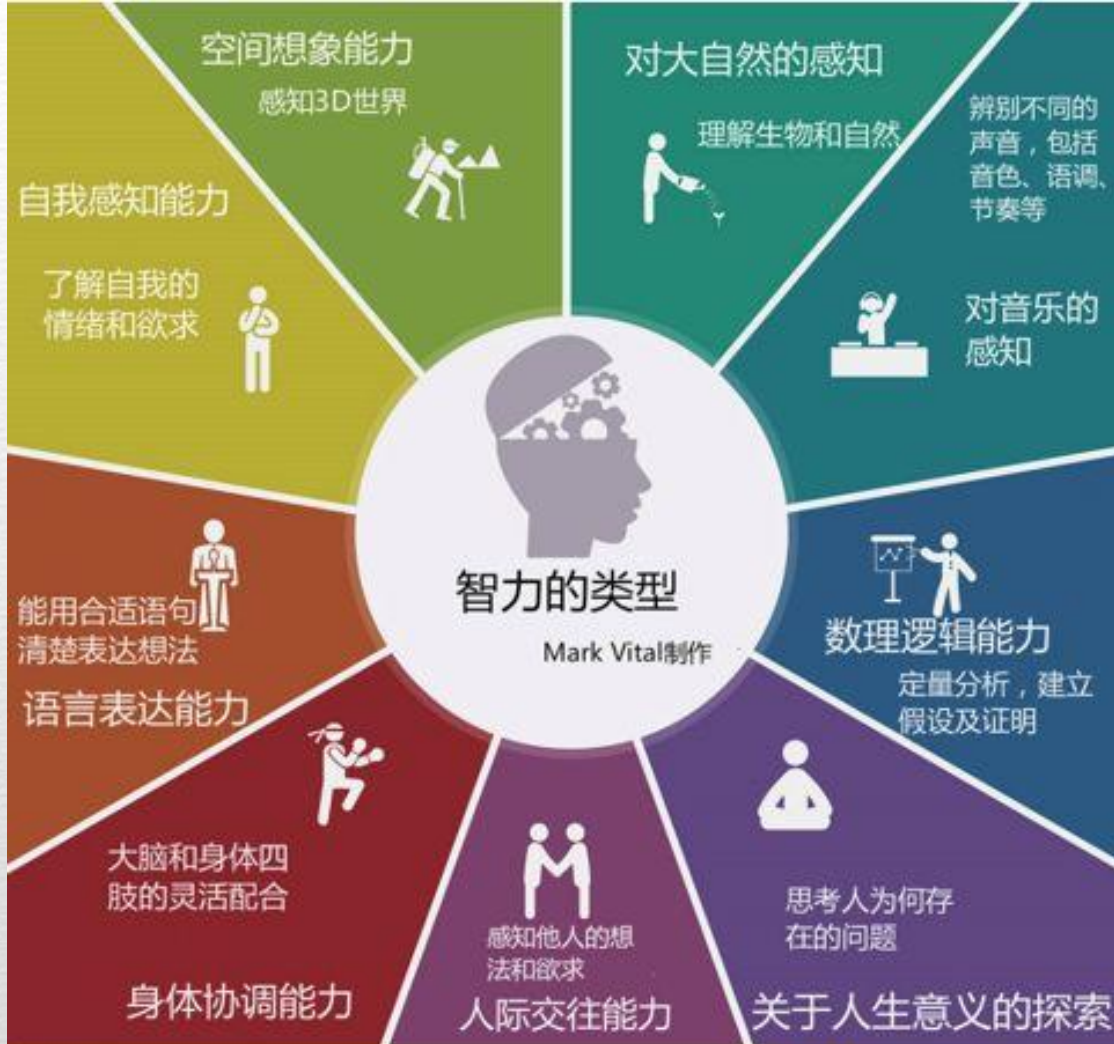 空间想象能力
感知3D世界
对大自然的感知
理解生物和自然
辨别不同的
声音，包括
音色、语调、
节奏等
对音乐的
感知
数理逻辑能力
定量分析，建立
假设及证明
思考人为何存
在的问题
关于人生意义的探索
感知他人的想
法和欲求
人际交往能力
大脑和身体四
肢的灵活配合
身体协调能力
能用合适语句
清楚表达想法
语言表达能力
自我感知能力
了解自我的
情绪和欲求
智力的类型
Mark Vital制作